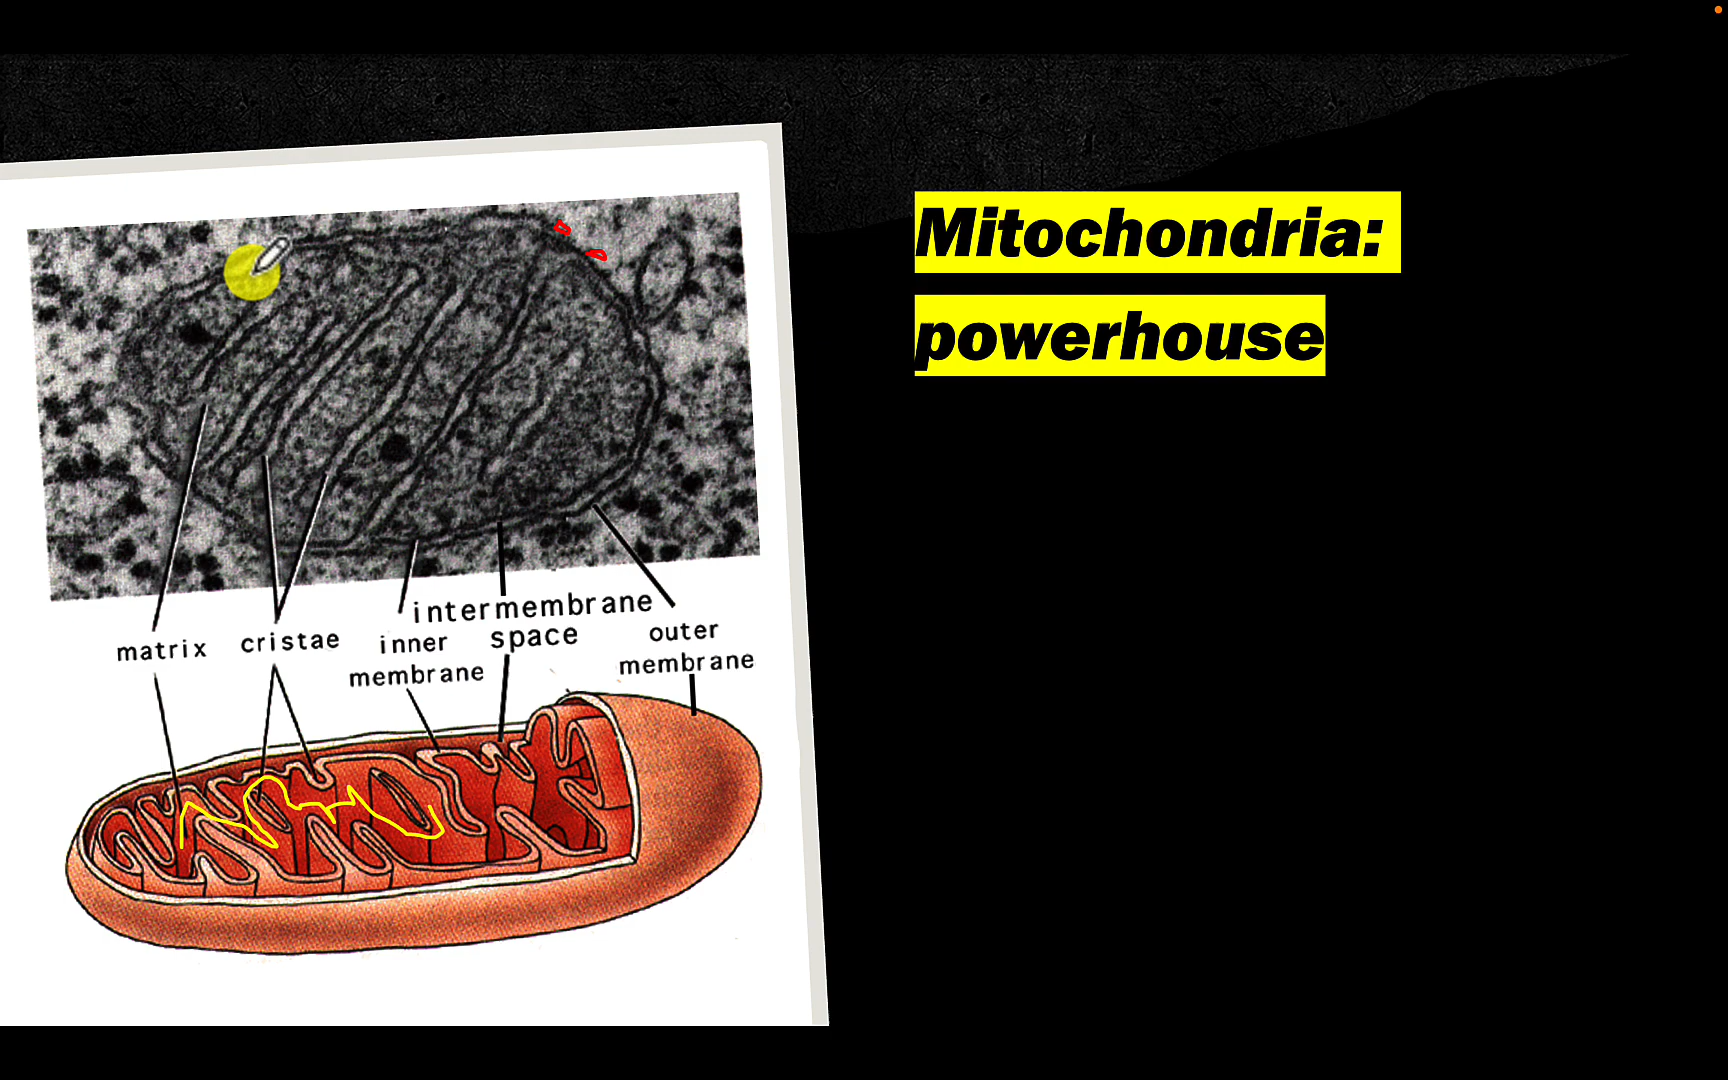 Mitochondria:
powerhouse
intermembrane
space
matrix
cristae
inner
membrane
outer
membrane